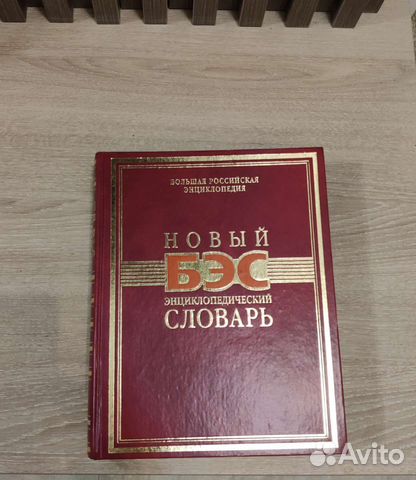 БОЛЬШАЯ РОССИЙСКАЯ
ЭНЦИКЛОПЕДИЯ
НОВЫЙ
БЭС
ЭНЦИКЛОПЕДИЧЕСКИЙ
СЛОВАРЬ
Avito